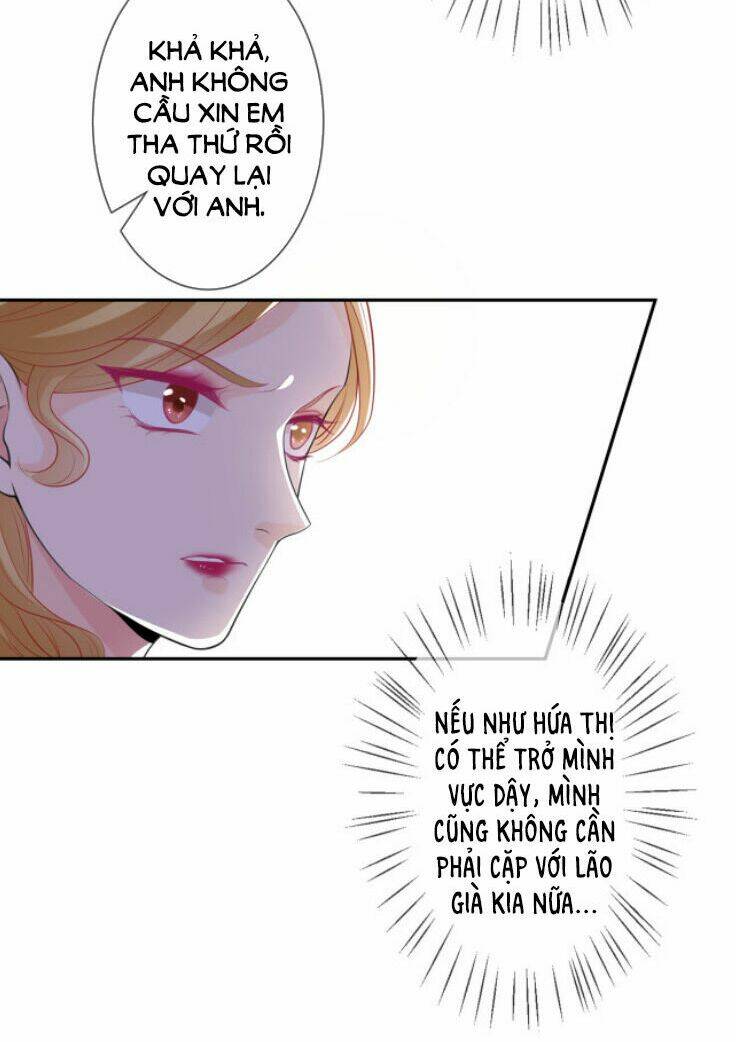 KHẢ KHẢ,
ANH KHÔNG
CẦU XIN EM
THA THỨ RỒI
QUAY LẠI
VỚI ANH.
NẾU NHƯ HỨA THỊ
CÓ THỂ TRỞ MÌNH
VỰC DẬY, MÌNH
CŨNG KHÔNG CẦN
PHẢI CẶP VỚI LÃO
GIÀ KIA NỮA...